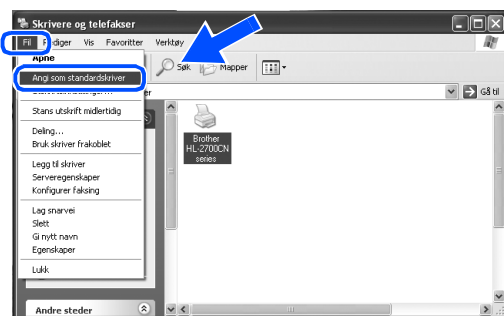 Skrivere og telefakser
Fil Rediger Vis Favoritter Verktøy
Åpne
Søk Mapper
Angi som standardskriver
Gå til
Stans utskrift midlertidig
Deling...
Bruk skriver frakoblet
Legg til skriver
Serveregenskaper
Konfigurer faksing
Lag snarvei
Slett
Gi nytt navn
Egenskaper
Lukk
Brother
HL-2700CN
series
Andre steder